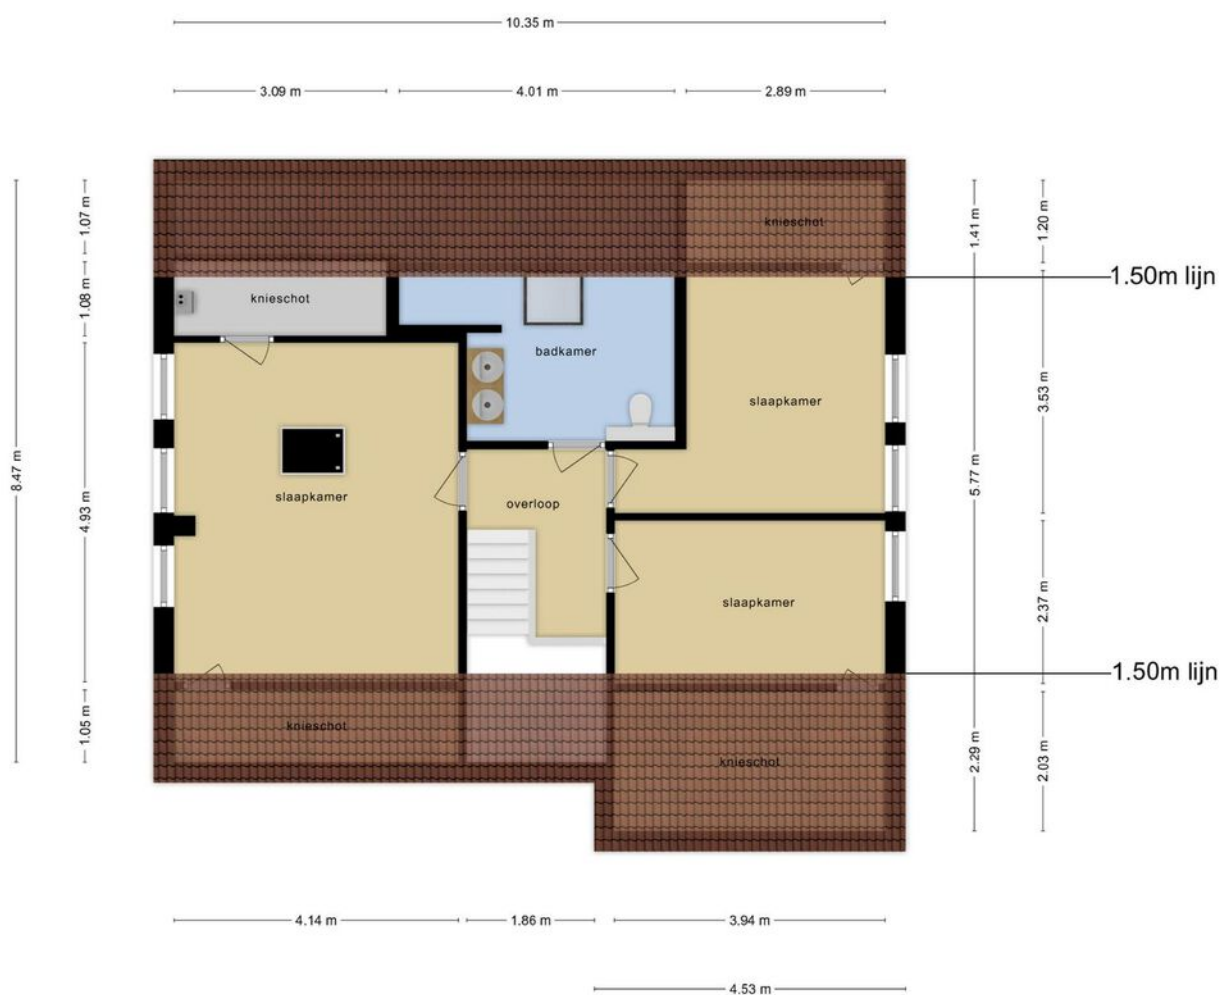 10.35 m
3.09 m
4.01 m
2.89 m
1.07 m
1.41 m
1.20 m
knieschot
1.50m lijn
1.08 m
knieschot
badkamer
3.53 m
slaapkamer
8.47 m
4.93 m
slaapkamer
overloop
5.77 m
slaapkamer
2.37 m
1.50m lijn
1.05 m
knieschot
2.29 m
2.03 m
knieschot
4.14 m
1.86 m
3.94 m
4.53 m